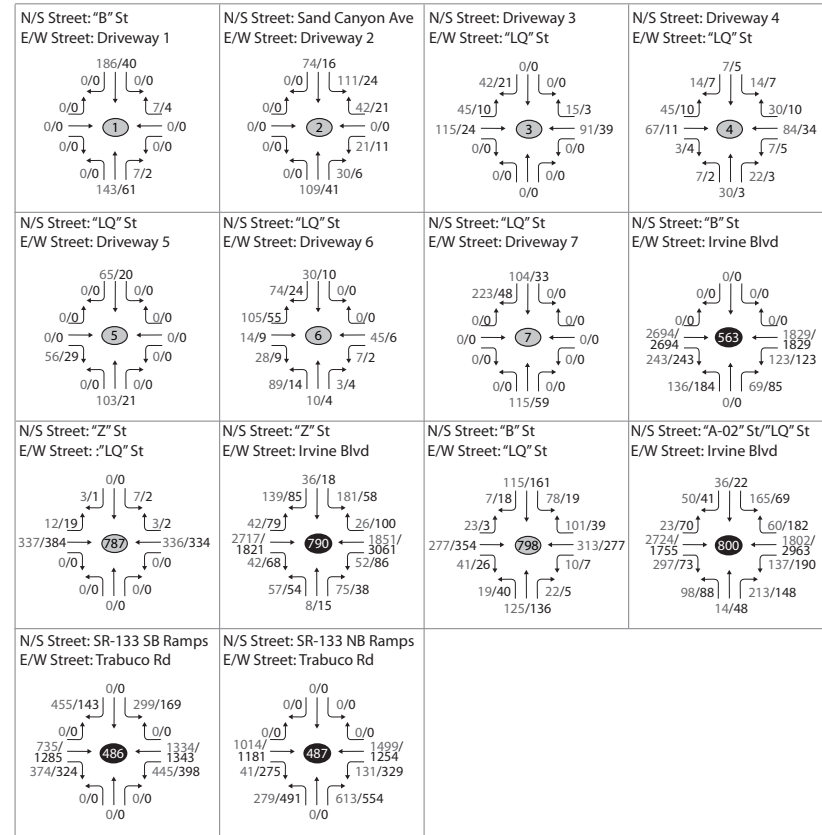 N/S Street: “B” St
E/W Street: Driveway 1
186/40
0/0 0/0
0/0 7/4
0/0 1 0/0
0/0 0/0
0/0 7/2
143/61
N/S Street: Sand Canyon Ave
E/W Street: Driveway 2
74/16
0/0 111/24
0/0 42/21
0/0 2 0/0
0/0 21/11
0/0 30/6
109/41
N/S Street: Driveway 3
E/W Street: “LQ” St
0/0
42/21 0/0
45/10 15/3
115/24 3 91/39
0/0 0/0
0/0 0/0
0/0
N/S Street: Driveway 4
E/W Street: “LQ” St
7/5
14/7 14/7
45/10 30/10
67/11 4 84/34
3/4 7/5
7/2 22/3
30/3
N/S Street: “LQ” St
E/W Street: Driveway 5
65/20
0/0 0/0
0/0 0/0
0/0 5 0/0
56/29 0/0
0/0 0/0
103/21
N/S Street: “LQ” St
E/W Street: Driveway 6
30/10
74/24 0/0
105/55 0/0
14/9 6 45/6
28/9 7/2
89/14 3/4
10/4
N/S Street: “LQ” St
E/W Street: Driveway 7
104/33
223/48 0/0
0/0 0/0
0/0 7 0/0
0/0 0/0
0/0 0/0
115/59
N/S Street: “B” St
E/W Street: Irvine Blvd
0/0
0/0 0/0
0/0 0/0
2694/ 563 1829/
2694 1829
243/243 123/123
136/184 69/85
0/0
N/S Street: “Z” St
E/W Street: :“LQ” St
0/0
3/1 7/2
12/19 3/2
337/384 787 336/334
0/0 0/0
0/0 0/0
0/0
N/S Street: “Z” St
E/W Street: Irvine Blvd
36/18
139/85 181/58
42/79 26/100
2717/ 790 1851/
1821 3061
42/68 52/86
57/54 75/38
8/15
N/S Street: “B” St
E/W Street: “LQ” St
115/161
7/18 78/19
23/3 101/39
277/354 798 313/277
41/26 10/7
19/40 22/5
125/136
N/S Street: “A-02” St/“LQ” St
E/W Street: Irvine Blvd
36/22
50/41 165/69
23/70 60/182
2724/ 800 1802/
1755 2963
297/73 137/190
98/88 213/148
14/48
N/S Street: SR-133 SB Ramps
E/W Street: Trabuco Rd
0/0
455/143 299/169
0/0 0/0
735/ 486 1334/
1285 1343
374/324 445/398
0/0 0/0
0/0
N/S Street: SR-133 NB Ramps
E/W Street: Trabuco Rd
0/0
0/0 0/0
0/0 0/0
1014/ 487 1499/
1181 1254
41/275 131/329
279/491 613/554
0/0